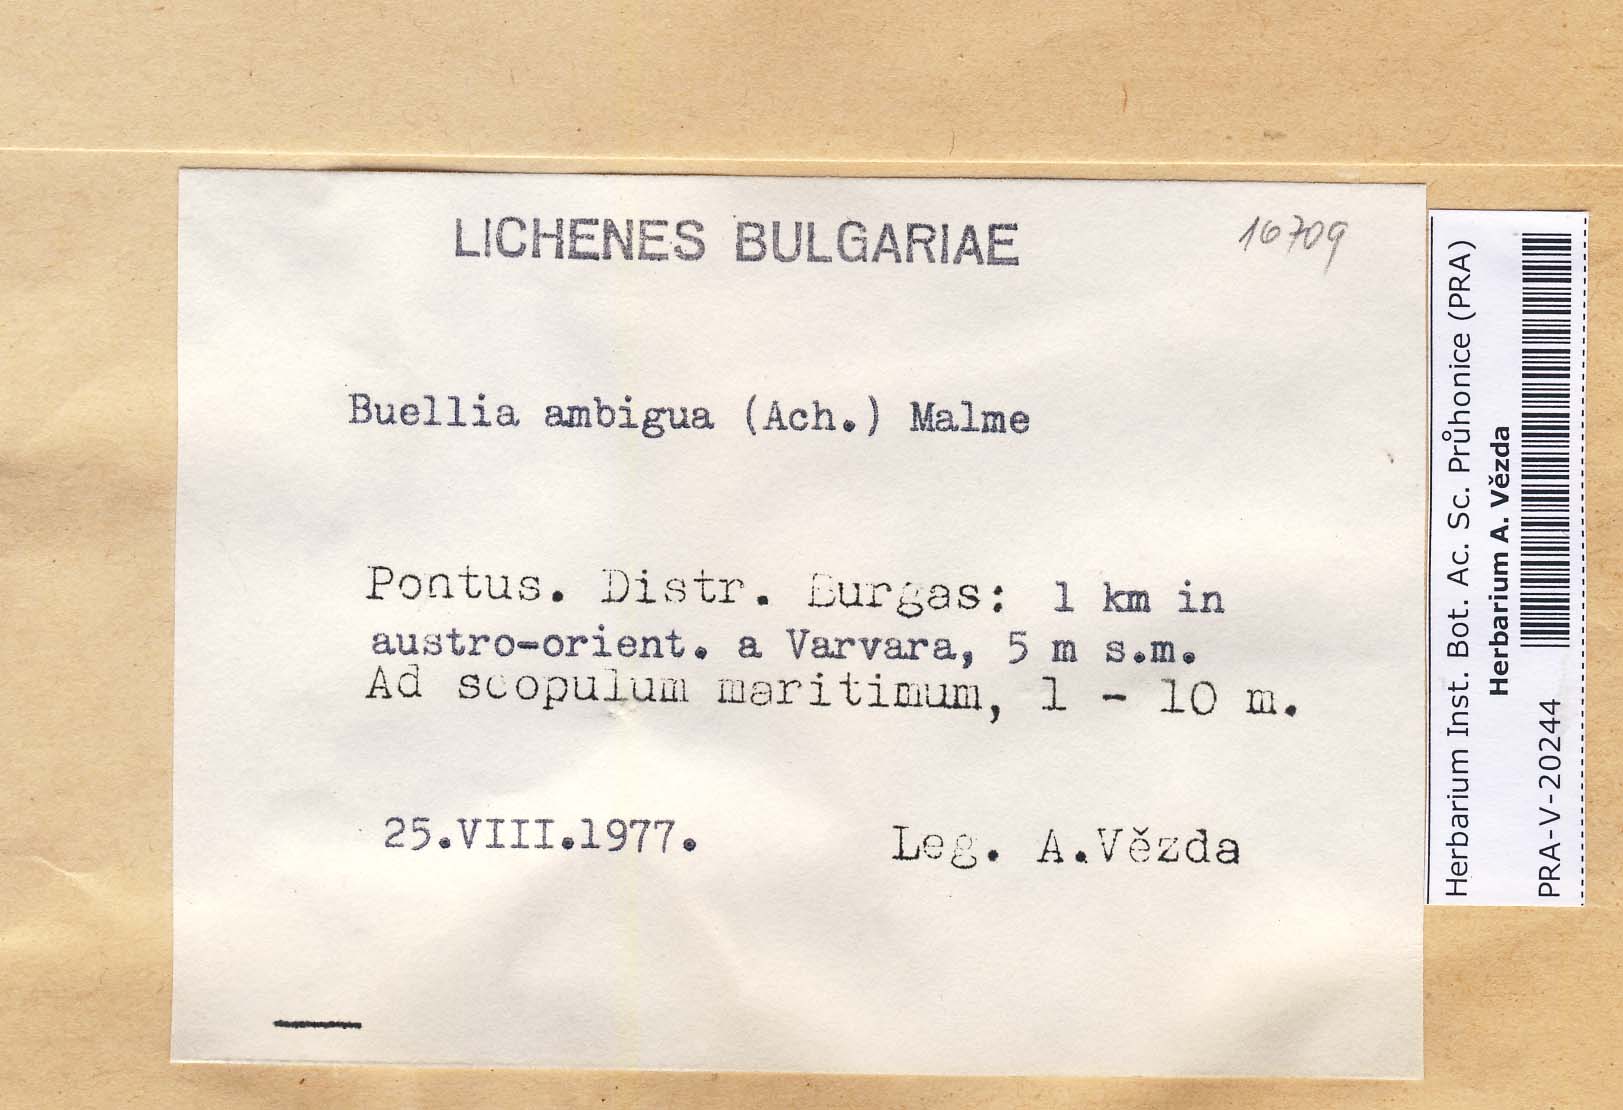 LICHENES BULGARIAE
16709
Buellia ambigua (Ach.) Malme
Pontus. Distr. Burgas: 1 km in
austro-orient. a Varvara, 5 m s.m.
Ad scopulum maritimum, 1 - 10 m.
25.VIII.1977.
Leg. A.Vězda
Herbarium Inst. Bot. Ac. Sc. Průhonice (PRA)
Herbarium A. Vězda
PRA-V-20244